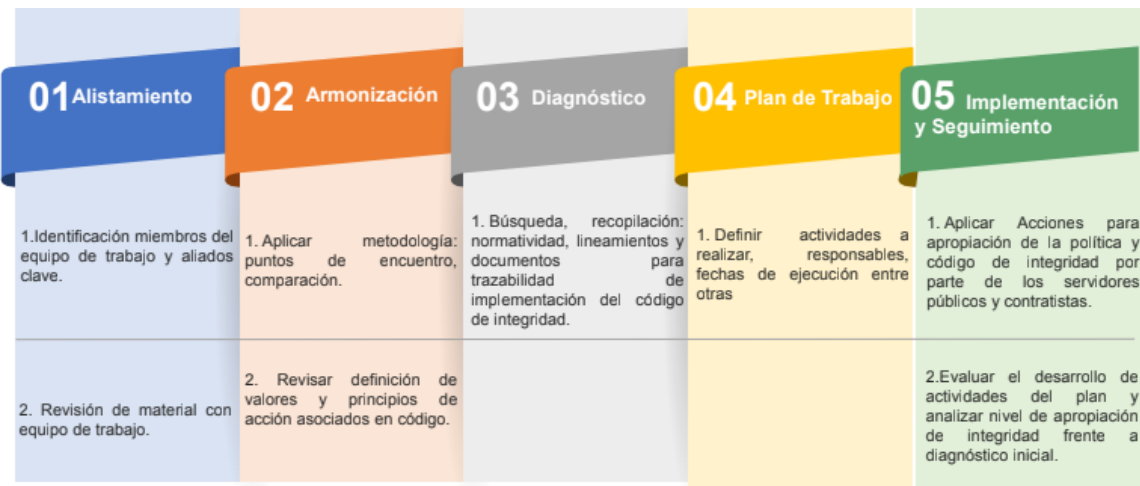 01 Alistamiento
1.Identificación miembros del
equipo de trabajo y aliados
clave.
2. Revisión de material con
equipo de trabajo.
02 Armonización
1. Aplicar metodología:
puntos de encuentro,
comparación.
2. Revisar definición de
valores y principios de
acción asociados en código.
03 Diagnóstico
1. Búsqueda, recopilación:
normatividad, lineamientos y
documentos para
trazabilidad de
implementación del código
de integridad.
04 Plan de Trabajo
1. Definir actividades a
realizar, responsables,
fechas de ejecución entre
otras
05 Implementación
y Seguimiento
1. Aplicar Acciones para
apropiación de la política y
código de integridad por
parte de los servidores
públicos y contratistas.
2.Evaluar el desarrollo de
actividades del plan y
analizar nivel de apropiación
de integridad frente a
diagnóstico inicial.